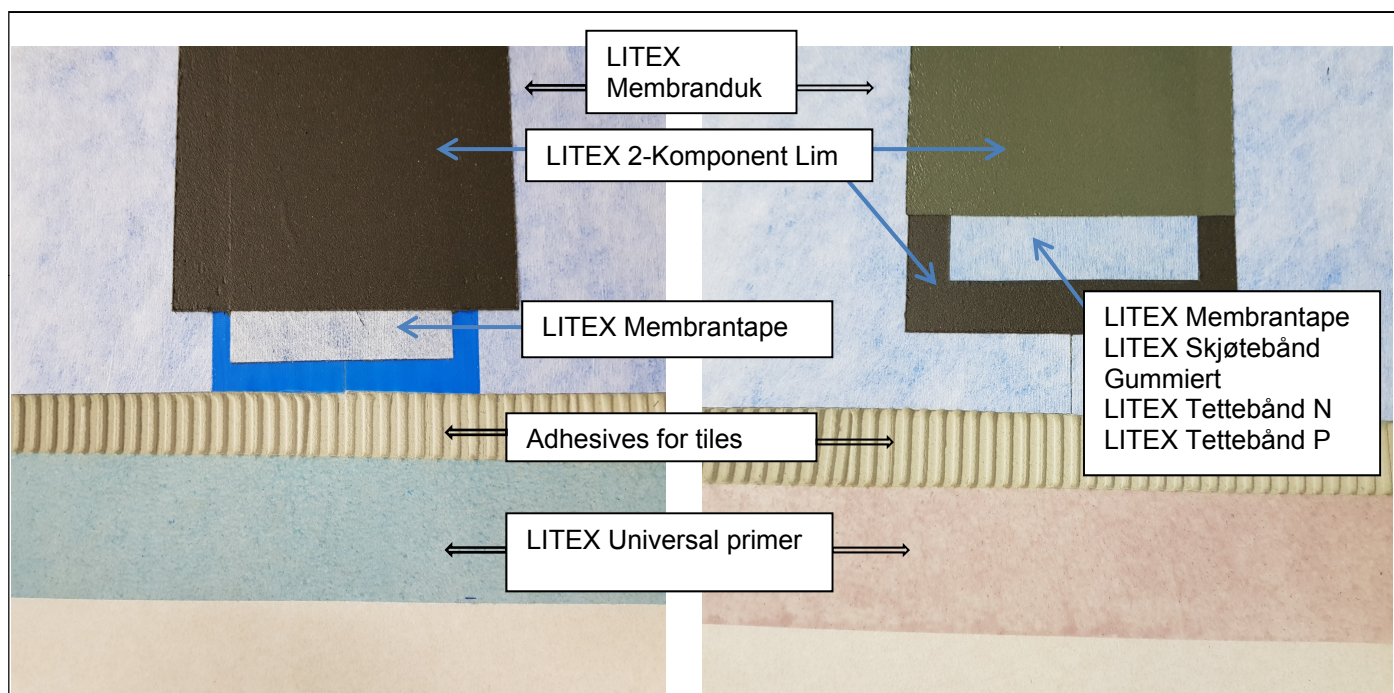 LITEX
Membranduk
LITEX 2-Komponent Lim
LITEX Membrantape
LITEX Membrantape
LITEX Skjøtebånd
Gummiert
LITEX Tettebånd N
LITEX Tettebånd P
Adhesives for tiles
LITEX Universal primer